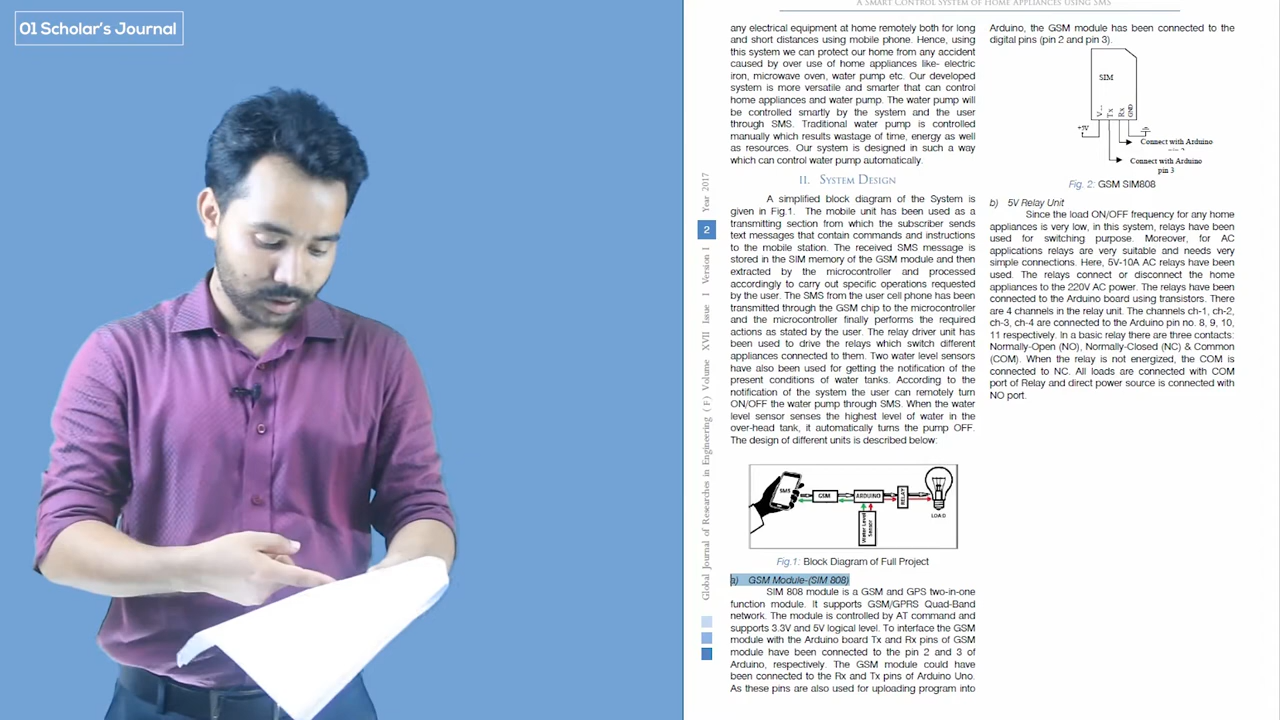 01 Scholar's Journal
A Smart Control System of Home Appliances Using SMS
any electrical equipment at home remotely both for long
and short distances using mobile phone. Hence, using
this system we can protect our home from any accident
caused by over use of home appliances like- electric
iron, microwave oven, water pump etc. Our developed
system is more versatile and smarter that can control
home appliances and water pump. The water pump will
be controlled smartly by the system and the user
through SMS. Traditional water pump is controlled
manually which results wastage of time, energy as well
as resources. Our system is designed in such a way
which can control water pump automatically.
II. System Design
A simplified block diagram of the System is
given in Fig.1. The mobile unit has been used as a
transmitting section from which the subscriber sends
text messages that contain commands and instructions
to the mobile station. The received SMS message is
stored in the SIM memory of the GSM module and then
extracted by the microcontroller and processed
accordingly to carry out specific operations requested
by the user. The SMS from the user cell phone has been
transmitted through the GSM chip to the microcontroller
and the microcontroller finally performs the required
actions as stated by the user. The relay driver unit has
been used to drive the relays which switch different
appliances connected to them. Two water level sensors
have also been used for getting the notification of the
present conditions of water tanks. According to the
notification of the system the user can remotely turn
ON/OFF the water pump through SMS. When the water
level sensor senses the highest level of water in the
over-head tank, it automatically turns the pump OFF.
The design of different units is described below:
SMS
GSM
ARDUINO
RELAY
LOAD
Water Level
Sensor
Fig.1: Block Diagram of Full Project
a) GSM Module-(SIM 808)
SIM 808 module is a GSM and GPS two-in-one
function module. It supports GSM/GPRS Quad-Band
network. The module is controlled by AT command and
supports 3.3V and 5V logical level. To interface the GSM
module with the Arduino board Tx and Rx pins of GSM
module have been connected to the pin 2 and 3 of
Arduino, respectively. The GSM module could have
been connected to the Rx and Tx pins of Arduino Uno.
As these pins are also used for uploading program into
Arduino, the GSM module has been connected to the
digital pins (pin 2 and pin 3).
SIM
Tx
Rx
GND
+5V
Connect with Arduino
Connect with Arduino
pin 3
Fig. 2: GSM SIM808
b) 5V Relay Unit
Since the load ON/OFF frequency for any home
appliances is very low, in this system, relays have been
used for switching purpose. Moreover, for AC
applications relays are very suitable and needs very
simple connections. Here, 5V-10A AC relays have been
used. The relays connect or disconnect the home
appliances to the 220V AC power. The relays have been
connected to the Arduino board using transistors. There
are 4 channels in the relay unit. The channels ch-1, ch-2,
ch-3, ch-4 are connected to the Arduino pin no. 8, 9, 10,
11 respectively. In a basic relay there are three contacts:
Normally-Open (NO), Normally-Closed (NC) & Common
(COM). When the relay is not energized, the COM is
connected to NC. All loads are connected with COM
port of Relay and direct power source is connected with
NO port.
Global Journal of Researches in Engineering ( F ) Volume XVII Issue I Version I Year 2017
2